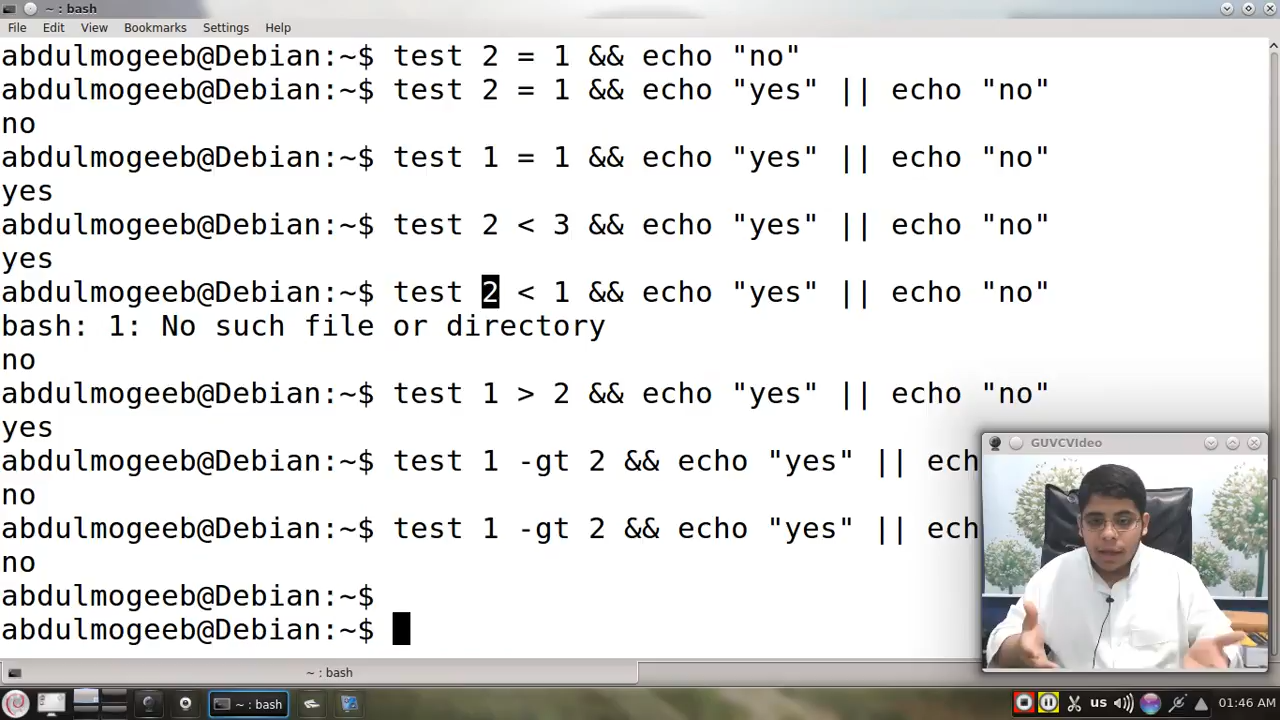 ~ : bash
File Edit View Bookmarks Settings Help
abdulmogeeb@Debian:~$ test 2 = 1 && echo "no"
abdulmogeeb@Debian:~$ test 2 = 1 && echo "yes" || echo "no"
no
abdulmogeeb@Debian:~$ test 1 = 1 && echo "yes" || echo "no"
yes
abdulmogeeb@Debian:~$ test 2 < 3 && echo "yes" || echo "no"
yes
abdulmogeeb@Debian:~$ test 2 < 1 && echo "yes" || echo "no"
bash: 1: No such file or directory
no
abdulmogeeb@Debian:~$ test 1 > 2 && echo "yes" || echo "no"
yes
GUVCVIdeo
abdulmogeeb@Debian:~$ test 1 -gt 2 && echo "yes" || ech
no
abdulmogeeb@Debian:~$ test 1 -gt 2 && echo "yes" || ech
no
abdulmogeeb@Debian:~$
abdulmogeeb@Debian:~$
~ : bash
~ : bash
us
01:46 AM